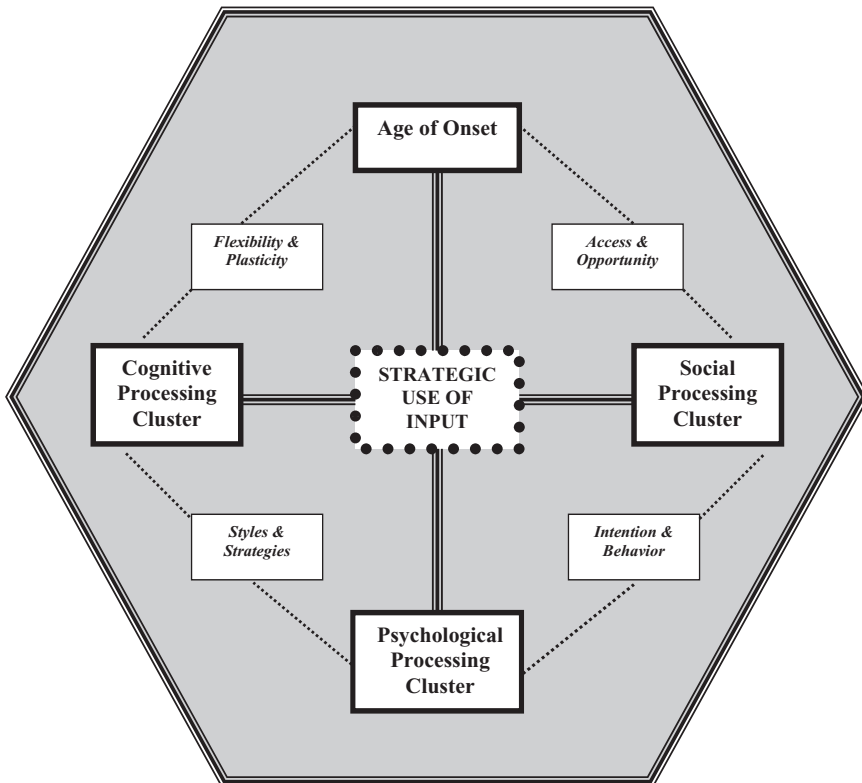 Age of Onset
Flexibility &
Plasticity
Access &
Opportunity
Cognitive
Processing
Cluster
STRATEGIC
USE OF
INPUT
Social
Processing
Cluster
Styles &
Strategies
Intention &
Behavior
Psychological
Processing
Cluster